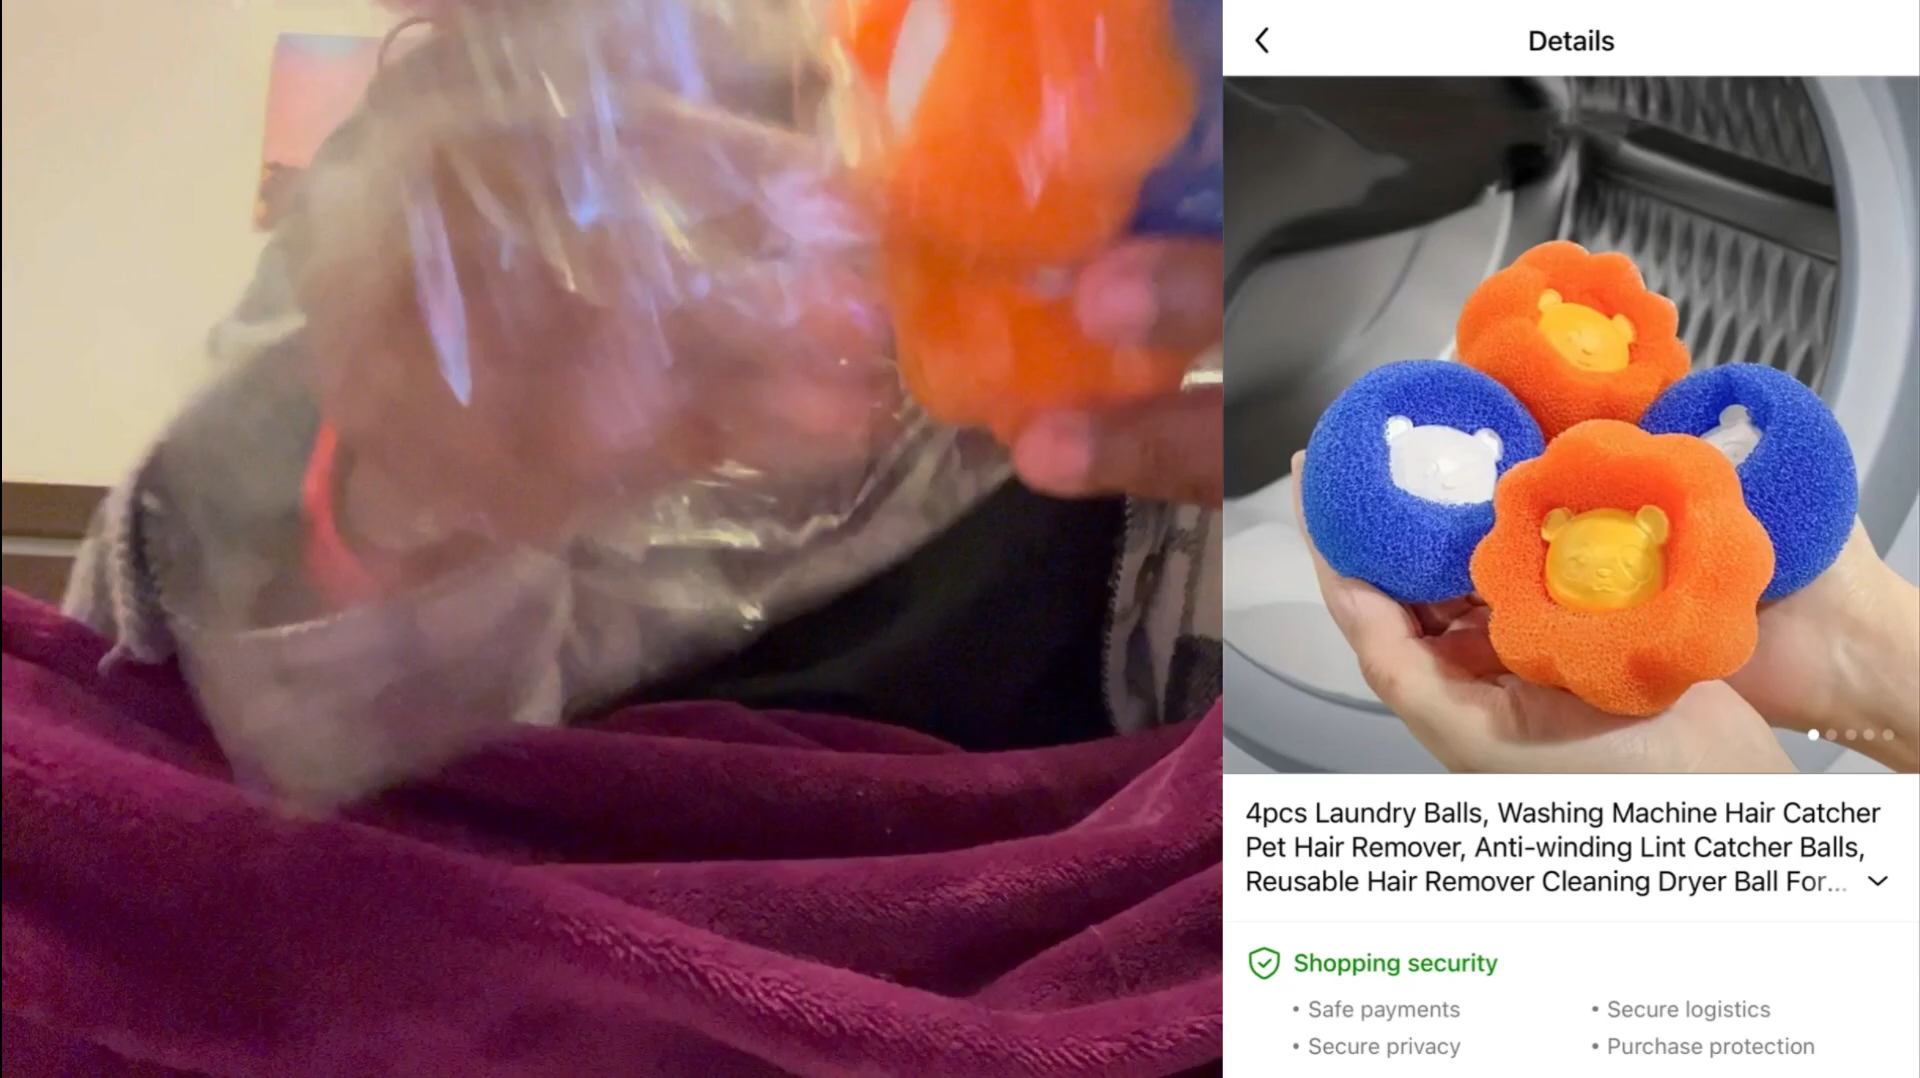 Details
4pcs Laundry Balls, Washing Machine Hair Catcher
Pet Hair Remover, Anti-winding Lint Catcher Balls,
Reusable Hair Remover Cleaning Dryer Ball For...
Shopping security
• Safe payments
• Secure logistics
• Secure privacy
• Purchase protection